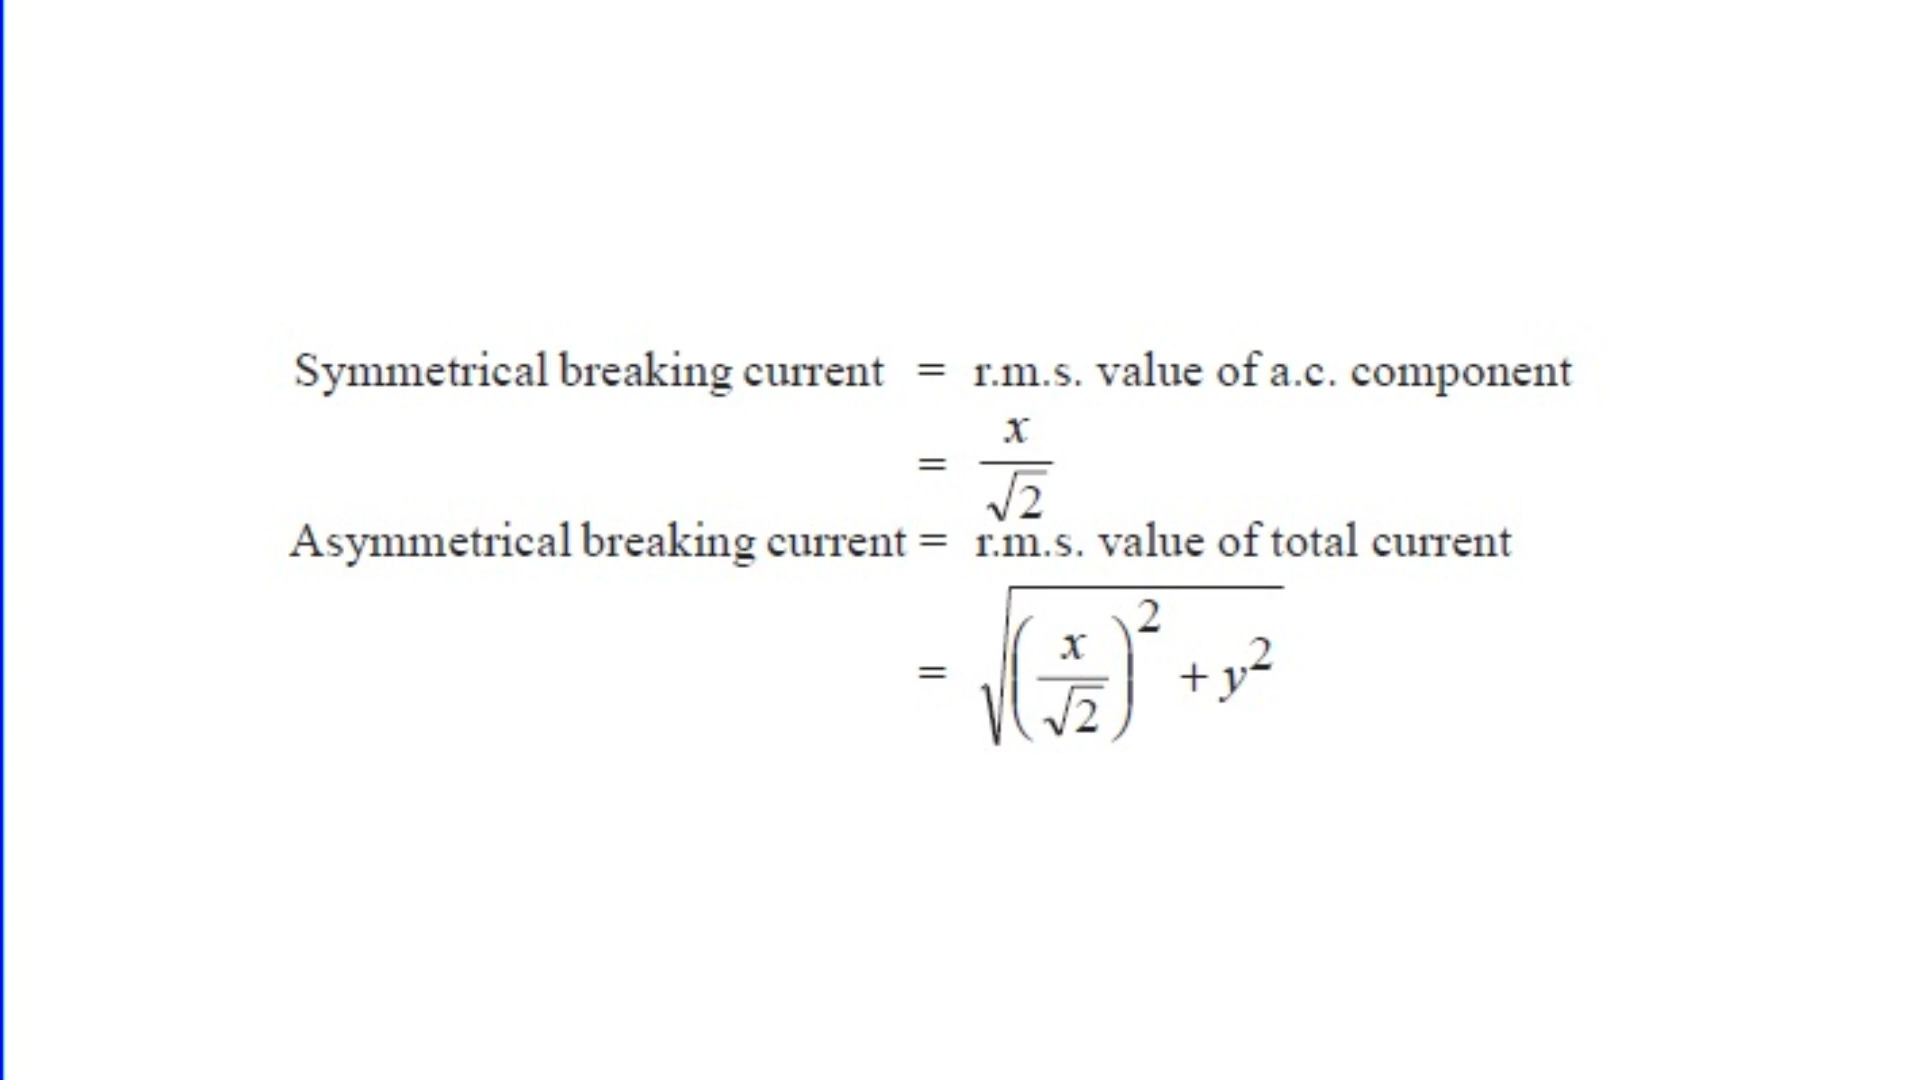 Symmetrical breaking current = r.m.s. value of a.c. component
= x/√2
Asymmetrical breaking current = r.m.s. value of total current
= √((x/√2)² + y²)